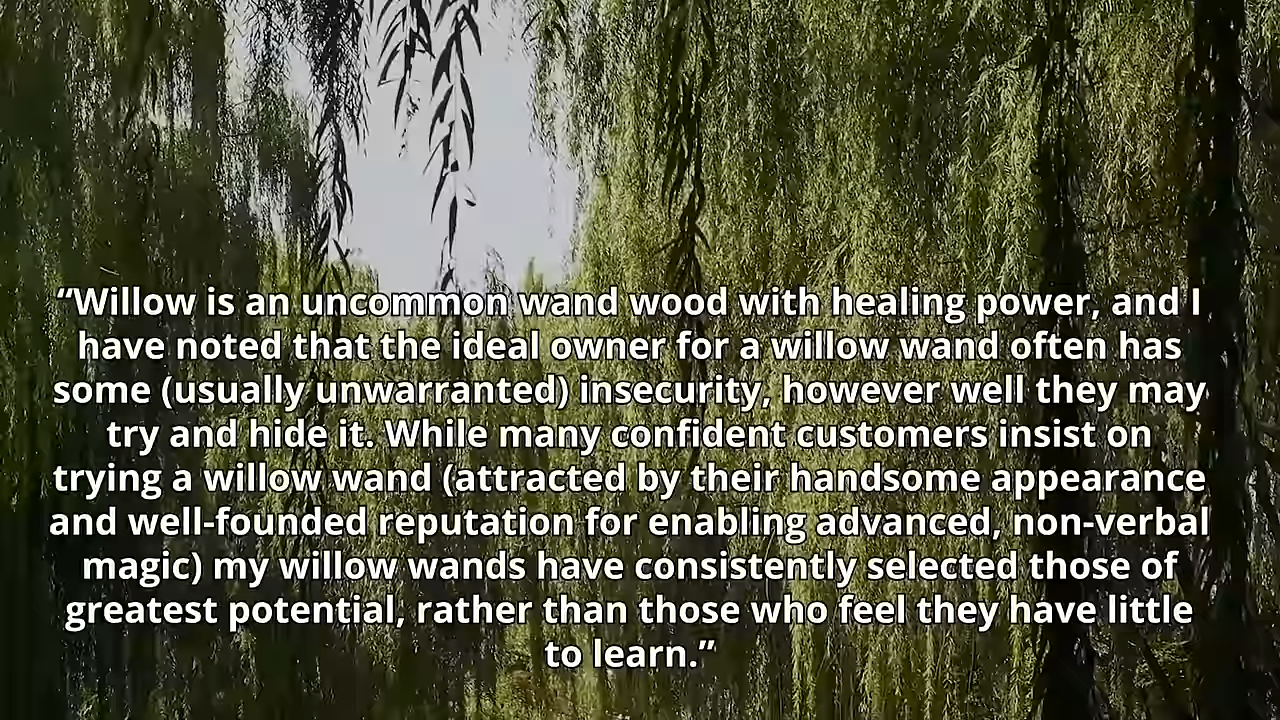 “Willow is an uncommon wand wood with healing power, and I
have noted that the ideal owner for a willow wand often has
some (usually unwarranted) insecurity, however well they may
try and hide it. While many confident customers insist on
trying a willow wand (attracted by their handsome appearance
and well-founded reputation for enabling advanced, non-verbal
magic) my willow wands have consistently selected those of
greatest potential, rather than those who feel they have little
to learn.”